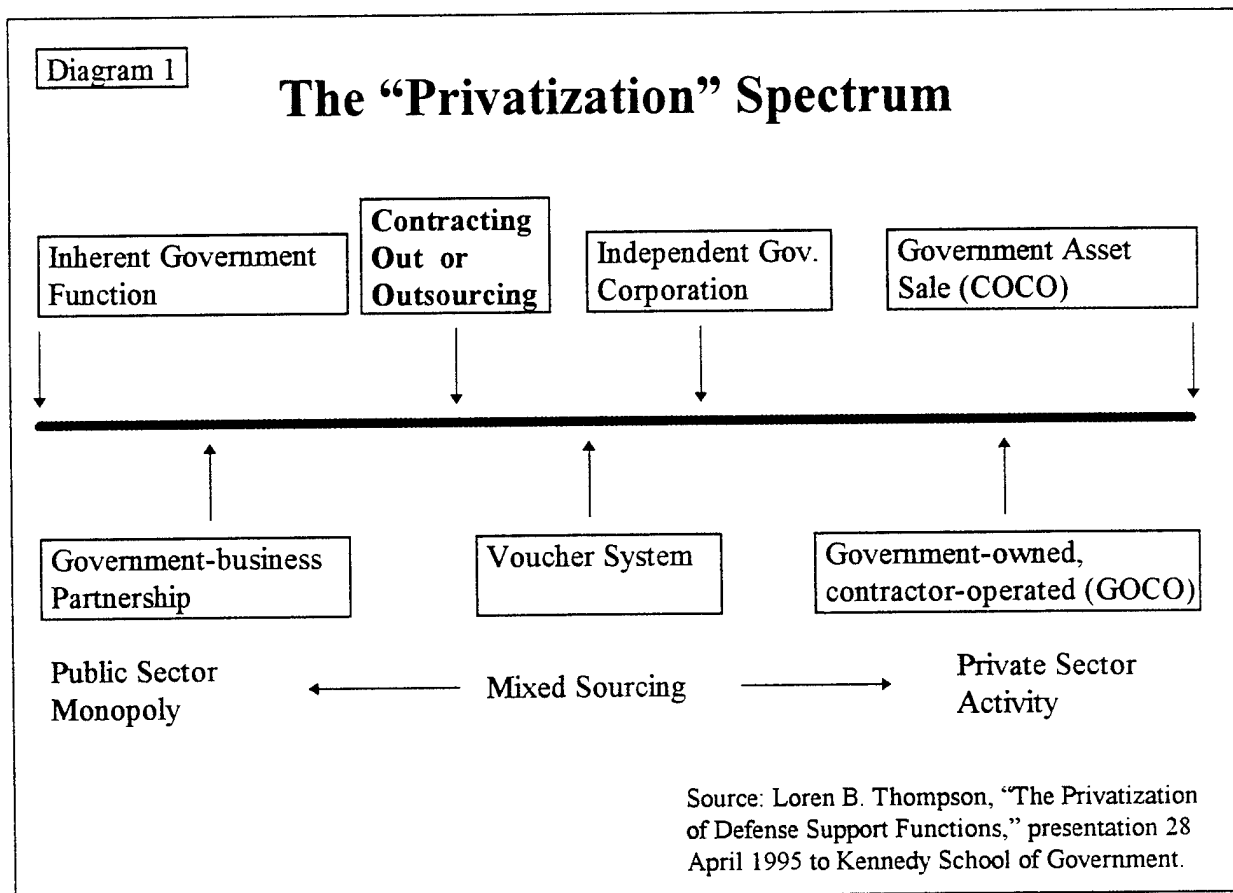 Diagram 1
The “Privatization” Spectrum
Inherent Government
Function
Contracting
Out or
Outsourcing
Independent Gov.
Corporation
Government Asset
Sale (COCO)
Government-business
Partnership
Voucher System
Government-owned,
contractor-operated (GOCO)
Public Sector
Monopoly
Mixed Sourcing
Private Sector
Activity
Source: Loren B. Thompson, “The Privatization
of Defense Support Functions,” presentation 28
April 1995 to Kennedy School of Government.